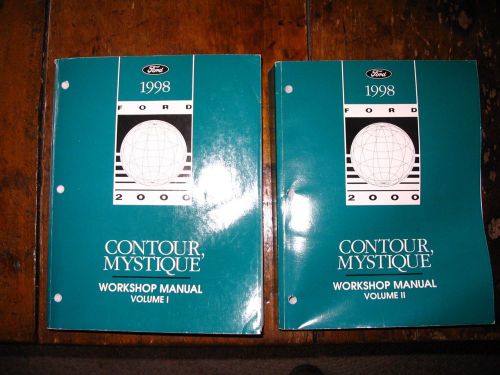 Ford
1998
FORD
2000
CONTOUR,
MYSTIQUE
WORKSHOP MANUAL
VOLUME I
Ford
1998
FORD
2000
CONTOUR,
MYSTIQUE
WORKSHOP MANUAL
VOLUME II